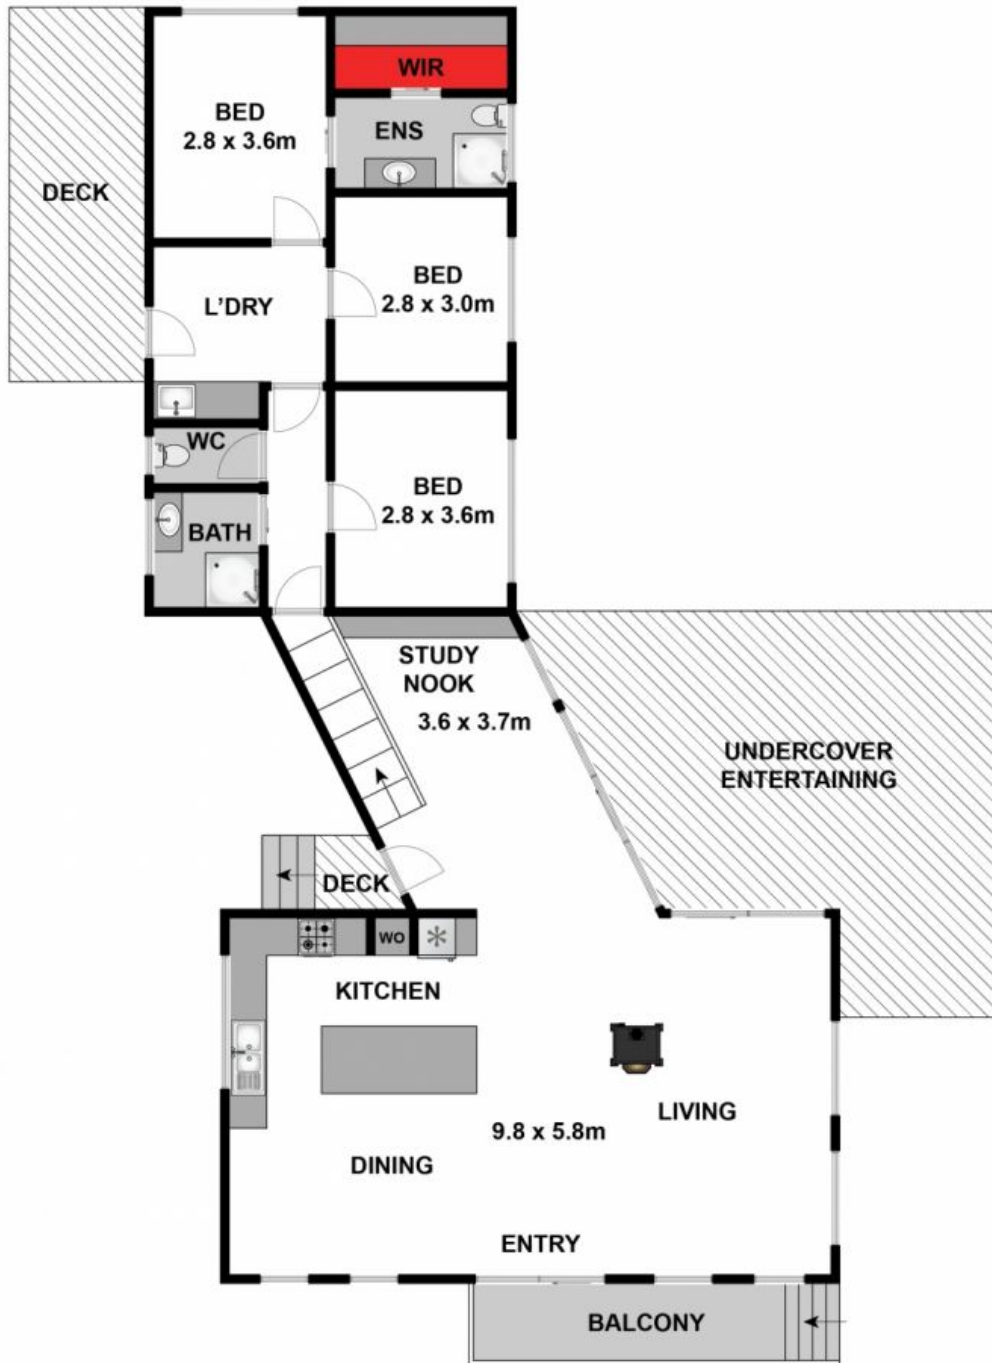 WIR
BED
2.8 x 3.6m
ENS
DECK
BED
2.8 x 3.0m
L'DRY
WC
BED
2.8 x 3.6m
BATH
STUDY
NOOK
3.6 x 3.7m
UNDERCOVER
ENTERTAINING
DECK
WO
KITCHEN
LIVING
9.8 x 5.8m
DINING
ENTRY
BALCONY